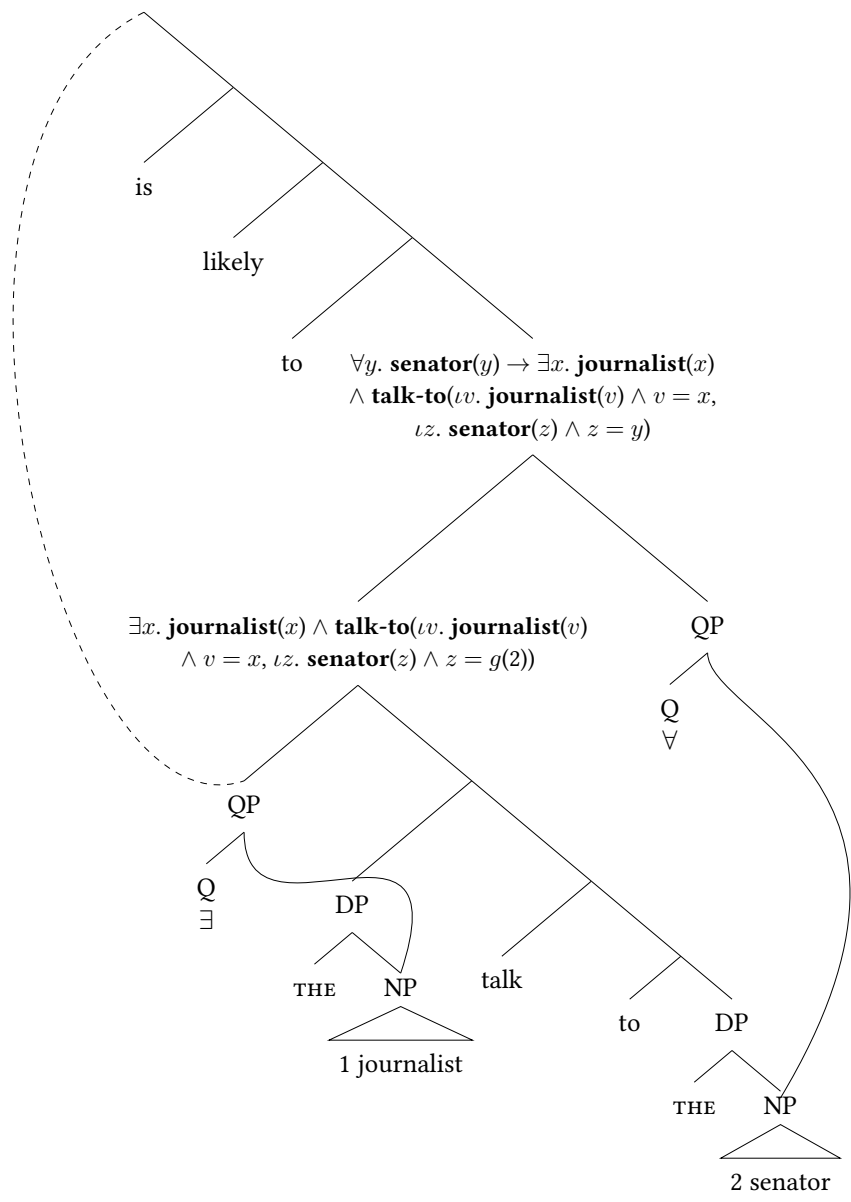 is
likely
to
∀y. senator(y) → ∃x. journalist(x)
∧ talk-to(ιv. journalist(v) ∧ v = x,
ιz. senator(z) ∧ z = y)
∃x. journalist(x) ∧ talk-to(ιv. journalist(v)
∧ v = x, ιz. senator(z) ∧ z = g(2))
QP
Q
∀
QP
Q
∃
DP
THE
NP
1 journalist
talk
to
DP
THE
NP
2 senator